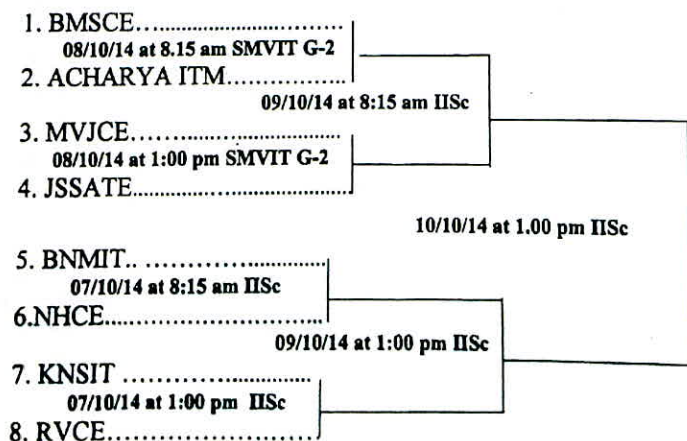 1. BMSCE
08/10/14 at 8.15 am SMVIT G-2
2. ACHARYA ITM
09/10/14 at 8:15 am IISc
3. MVJCE
08/10/14 at 1:00 pm SMVIT G-2
4. JSSATE
10/10/14 at 1.00 pm IISc
5. BNMIT
07/10/14 at 8:15 am IISc
6.NHCE
09/10/14 at 1:00 pm IISc
7. KNSIT
07/10/14 at 1:00 pm IISc
8. RVCE